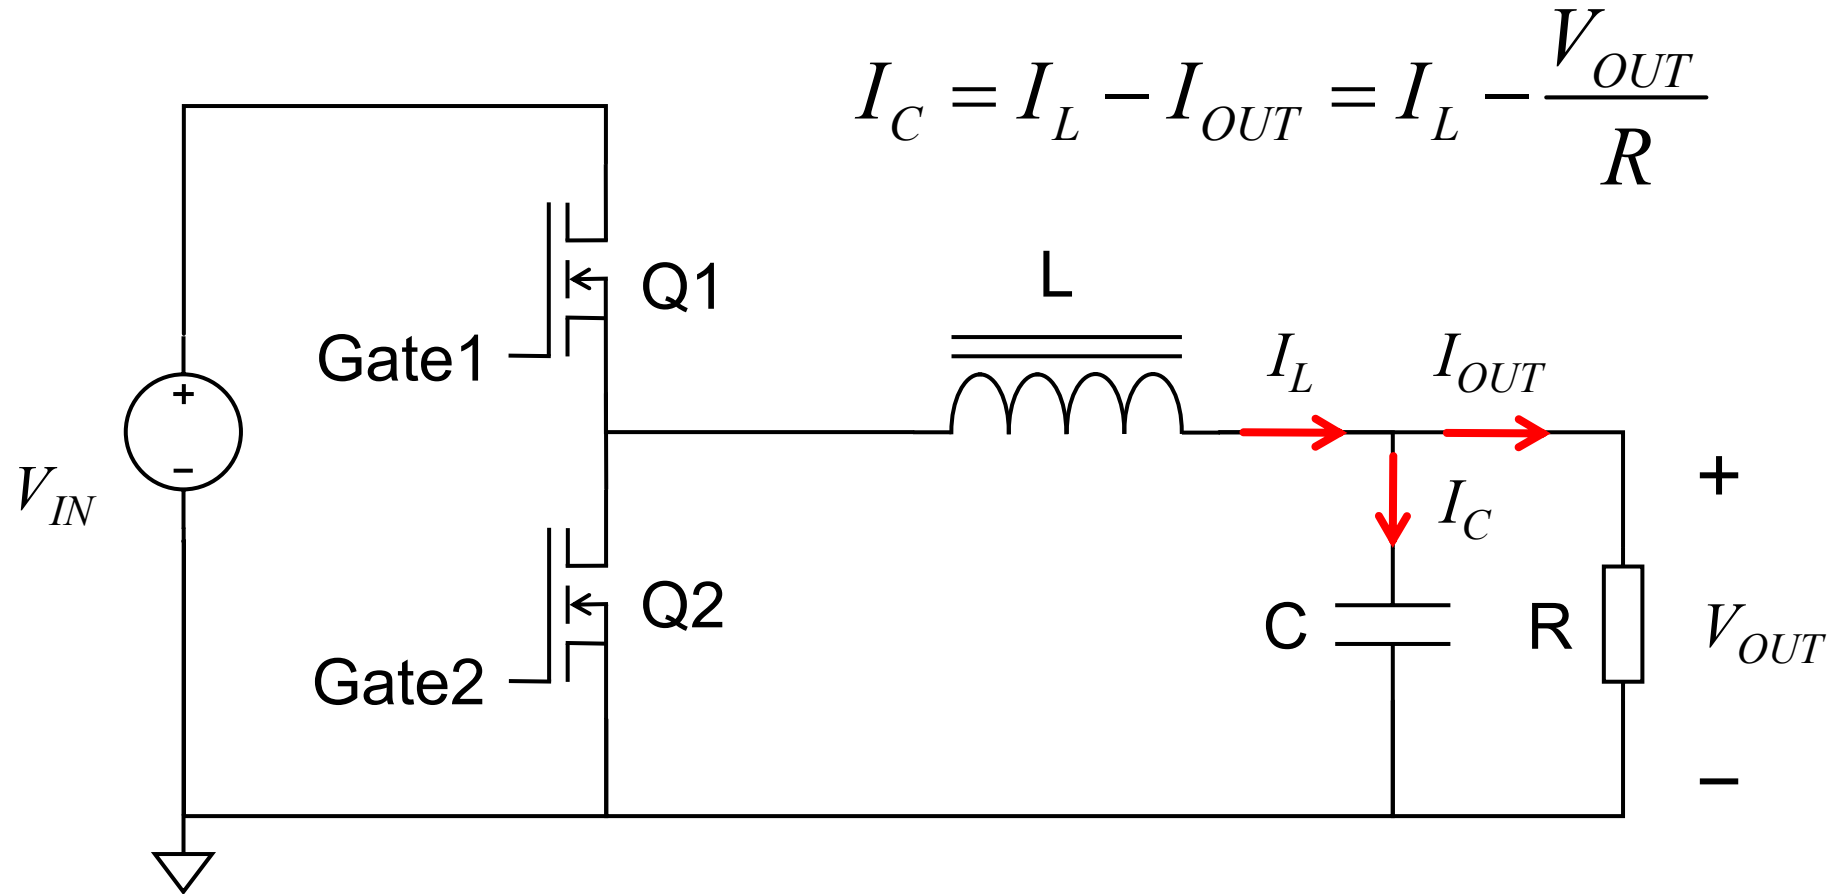 I_C = I_L − I_OUT = I_L − V_OUT / R
Q1
L
Gate1
I_L
I_OUT
+
−
V_IN
I_C
+
Q2
C
R
V_OUT
Gate2
−